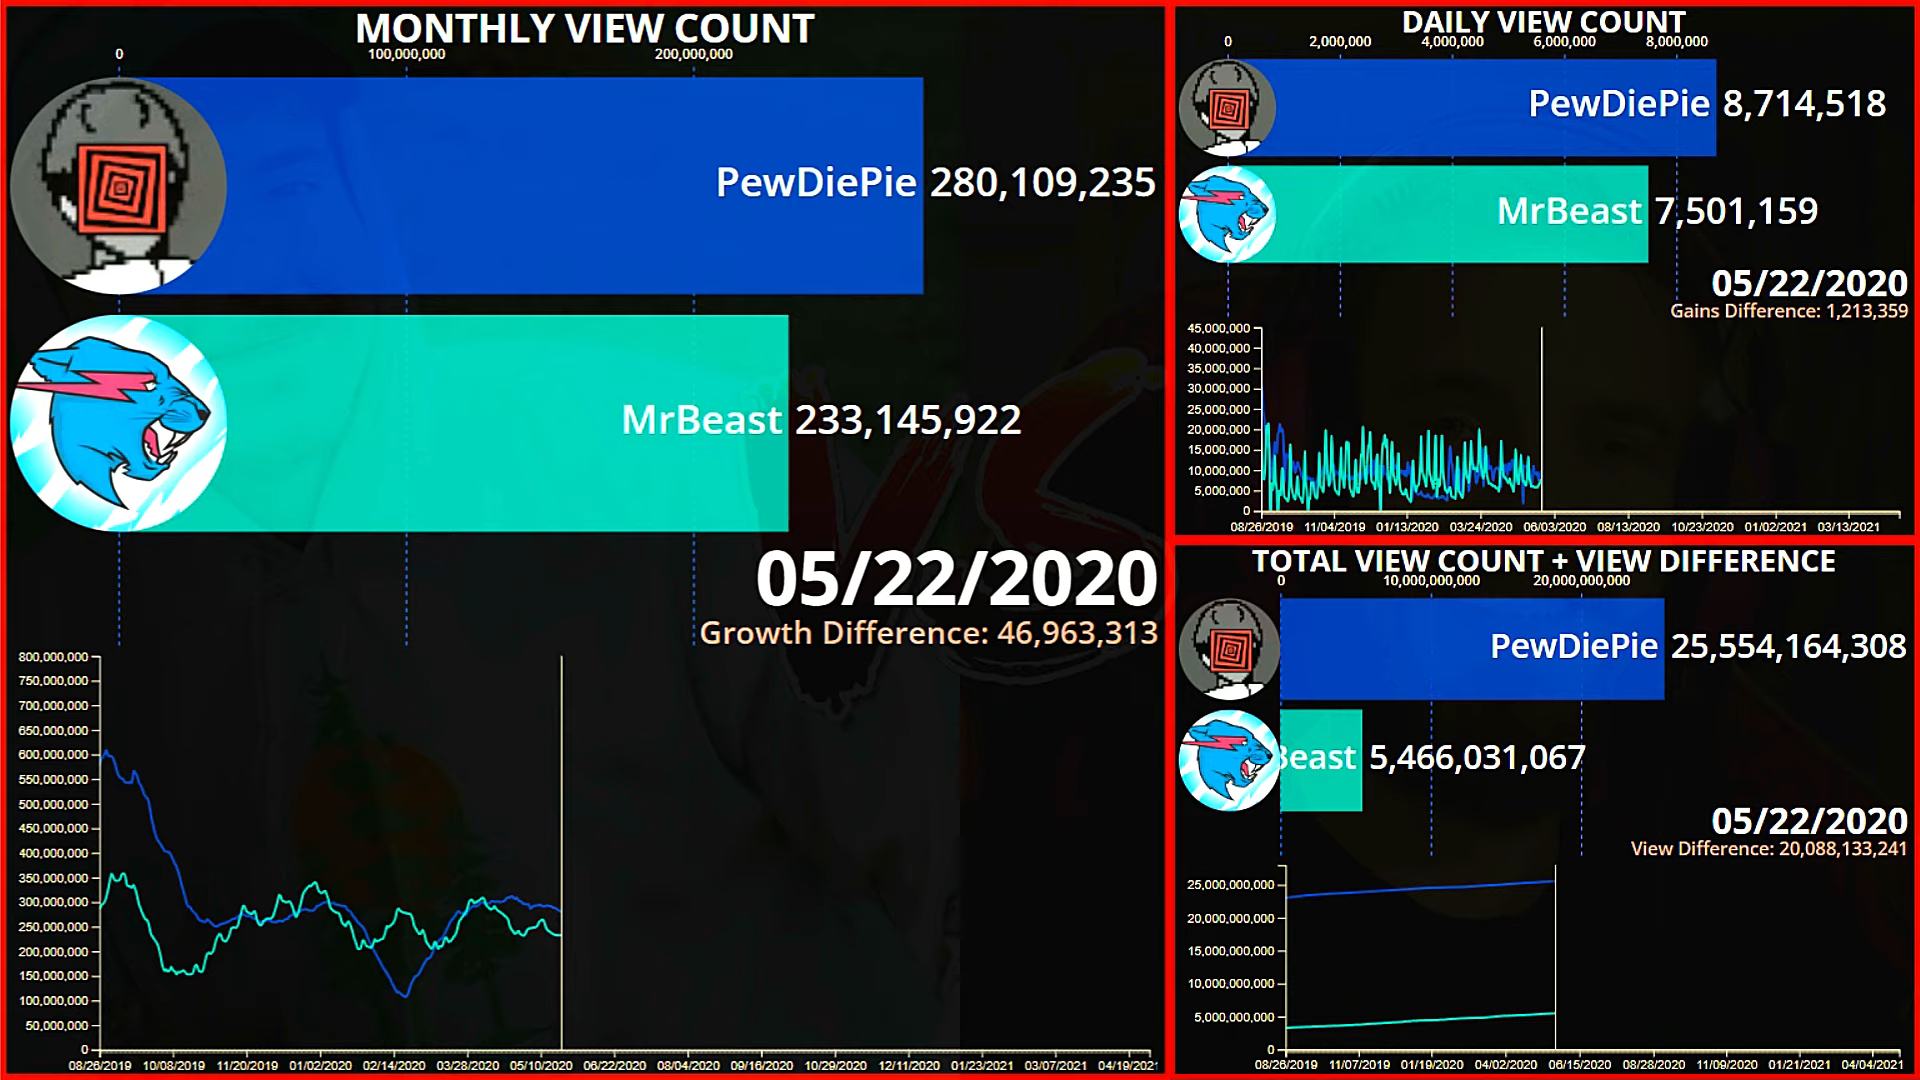 MONTHLY VIEW COUNT
0 100,000,000 200,000,000
PewDiePie 280,109,235
MrBeast 233,145,922
05/22/2020
Growth Difference: 46,963,313
800,000,000
750,000,000
700,000,000
650,000,000
600,000,000
550,000,000
500,000,000
450,000,000
400,000,000
350,000,000
300,000,000
250,000,000
200,000,000
150,000,000
100,000,000
50,000,000
0
08/26/2019 10/08/2019 11/20/2019 01/02/2020 02/14/2020 03/28/2020 05/10/2020 06/22/2020 08/04/2020 09/16/2020 10/29/2020 12/11/2020 01/23/2021 03/07/2021 04/19/2021
VS
DAILY VIEW COUNT
0 2,000,000 4,000,000 6,000,000 8,000,000
PewDiePie 8,714,518
MrBeast 7,501,159
05/22/2020
Gains Difference: 1,213,359
45,000,000
40,000,000
35,000,000
30,000,000
25,000,000
20,000,000
15,000,000
10,000,000
5,000,000
0
08/26/2019 11/04/2019 01/13/2020 03/24/2020 06/03/2020 08/13/2020 10/23/2020 01/02/2021 03/13/2021
TOTAL VIEW COUNT + VIEW DIFFERENCE
0 10,000,000,000 20,000,000,000
PewDiePie 25,554,164,308
Beast 5,466,031,067
05/22/2020
View Difference: 20,088,133,241
25,000,000,000
20,000,000,000
15,000,000,000
10,000,000,000
5,000,000,000
0
08/26/2019 11/07/2019 01/19/2020 04/02/2020 06/15/2020 08/28/2020 11/09/2020 01/21/2021 04/04/2021